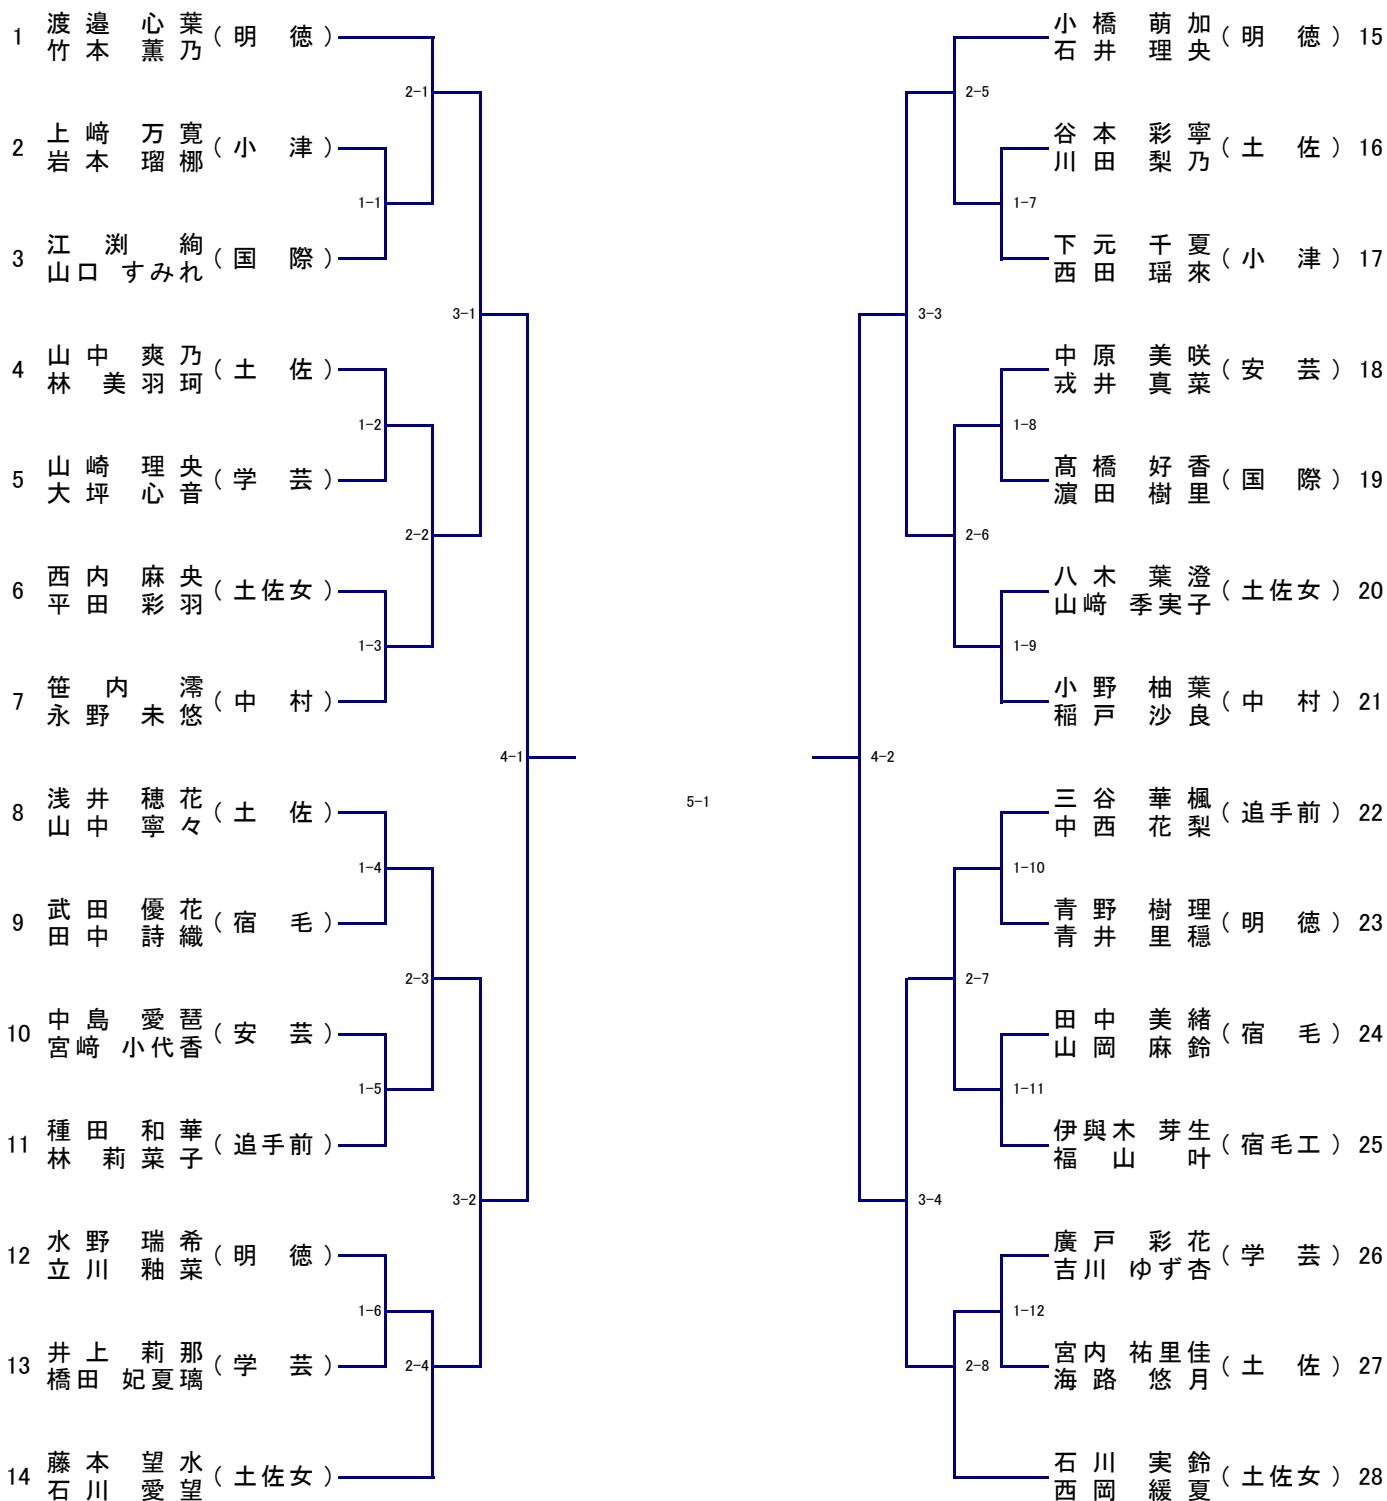 1 渡邉 心葉 (明 徳)
竹本 薫乃
2-1
2 上﨑 万寛 (小 津)
岩本 瑠梛
1-1
3 江渕 絢 (国 際)
山口 すみれ
3-1
4 山中 爽乃 (土 佐)
林 美羽珂
1-2
5 山崎 理央 (学 芸)
大坪 心音
2-2
6 西内 麻央 (土佐女)
平田 彩羽
1-3
7 笹内 澪 (中 村)
永野 未悠
4-1
8 浅井 穂花 (土 佐)
山中 寧々
1-4
9 武田 優花 (宿 毛)
田中 詩織
2-3
10 中島 愛琶 (安 芸)
宮﨑 小代香
1-5
11 種田 和華 (追手前)
林 莉菜子
3-2
12 水野 瑞希 (明 徳)
立川 釉菜
1-6
13 井上 莉那 (学 芸)
橋田 妃夏璃
2-4
14 藤本 望水 (土佐女)
石川 愛望
5-1
小橋 萌加 (明 徳) 15
石井 理央
2-5
谷本 彩寧 (土 佐) 16
川田 梨乃
1-7
下元 千夏 (小 津) 17
西田 瑶來
3-3
中原 美咲 (安 芸) 18
戎井 真菜
1-8
髙橋 好香 (国 際) 19
濵田 樹里
2-6
八木 葉澄 (土佐女) 20
山﨑 季実子
1-9
小野 柚葉 (中 村) 21
稲戸 沙良
4-2
三谷 華楓 (追手前) 22
中西 花梨
1-10
青野 樹理 (明 徳) 23
青井 里穏
2-7
田中 美緒 (宿 毛) 24
山岡 麻鈴
1-11
伊與木 芽生 (宿毛工) 25
福山 叶
3-4
廣戸 彩花 (学 芸) 26
吉川 ゆず杏
1-12
宮内 祐里佳 (土 佐) 27
海路 悠月
2-8
石川 実鈴 (土佐女) 28
西岡 緩夏